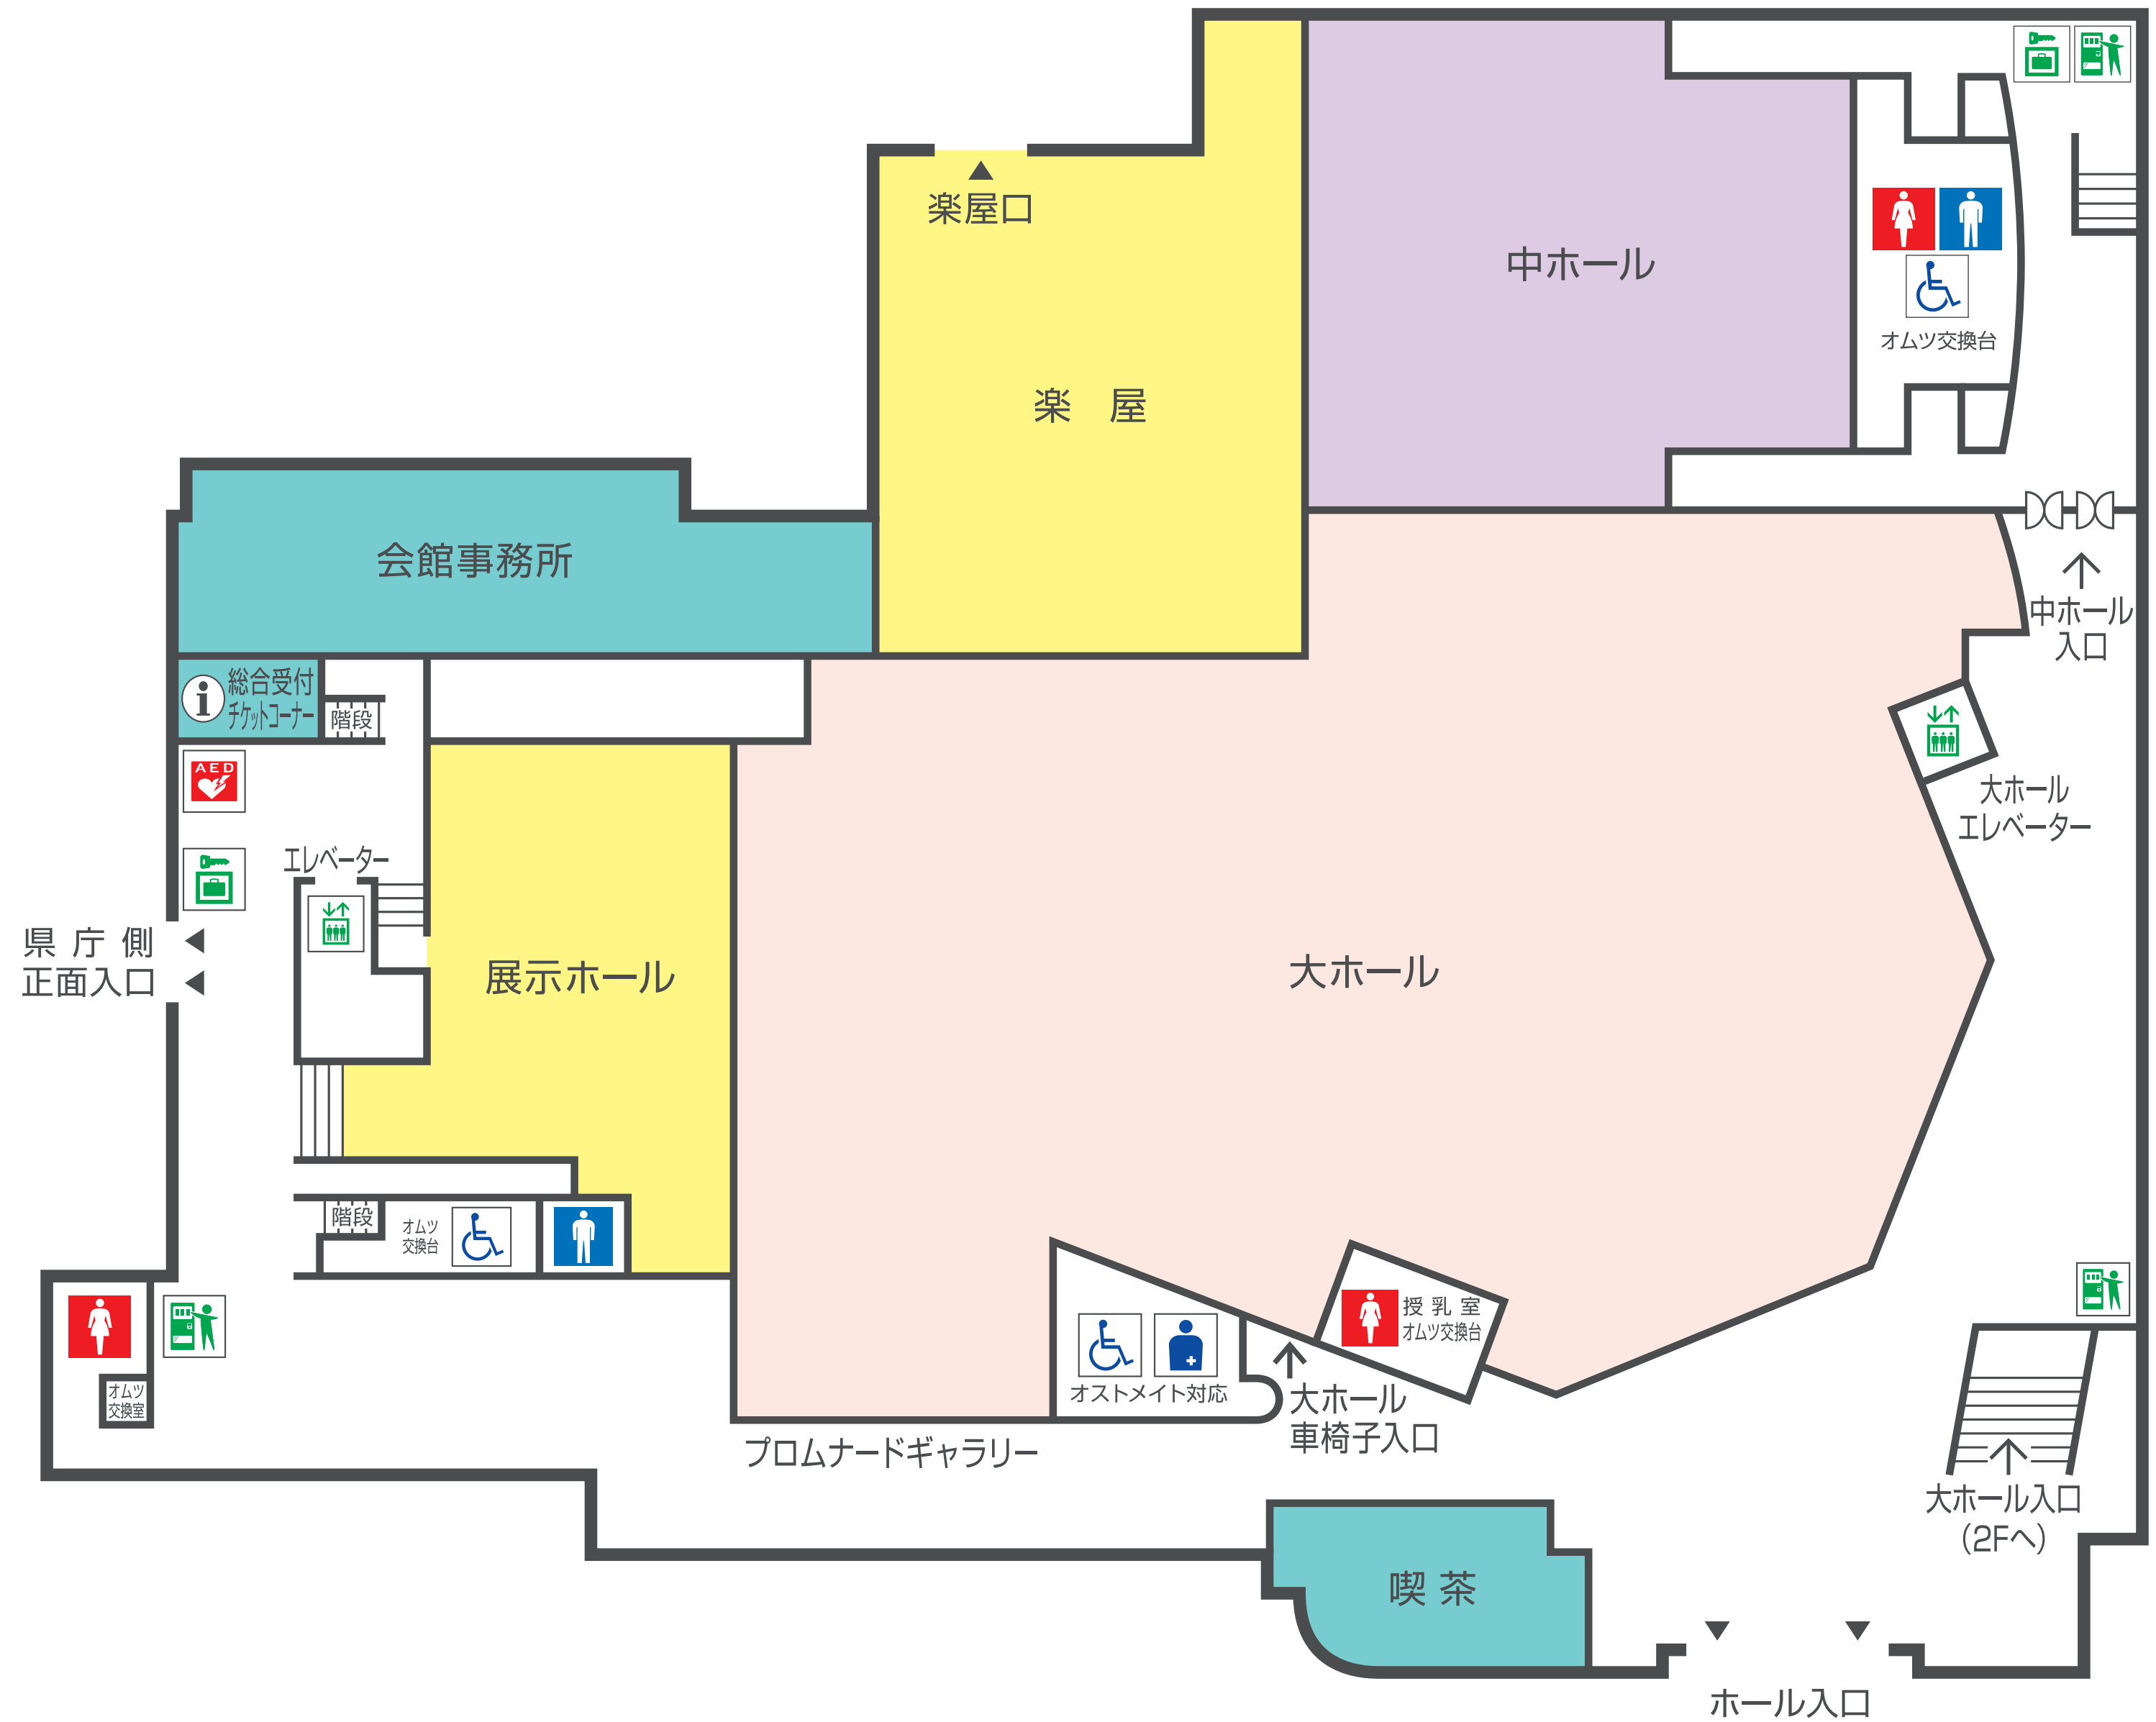 楽屋口
中ホール
オムツ交換台
楽 屋
会館事務所
中ホール
入口
総合受付
チケットコーナー
階段
AED
大ホール
エレベーター
エレベーター
県 庁 側
正面入口
展示ホール
大ホール
階段
オムツ
交換台
授 乳 室
オムツ交換台
オムツ
交換室
オストメイト対応
大ホール
車椅子入口
プロムナードギャラリー
大ホール入口
(2Fへ)
喫 茶
ホール入口